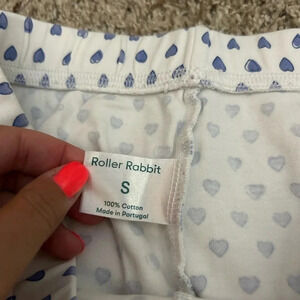 Roller Rabbit
S
100% Cotton
Made in Portugal